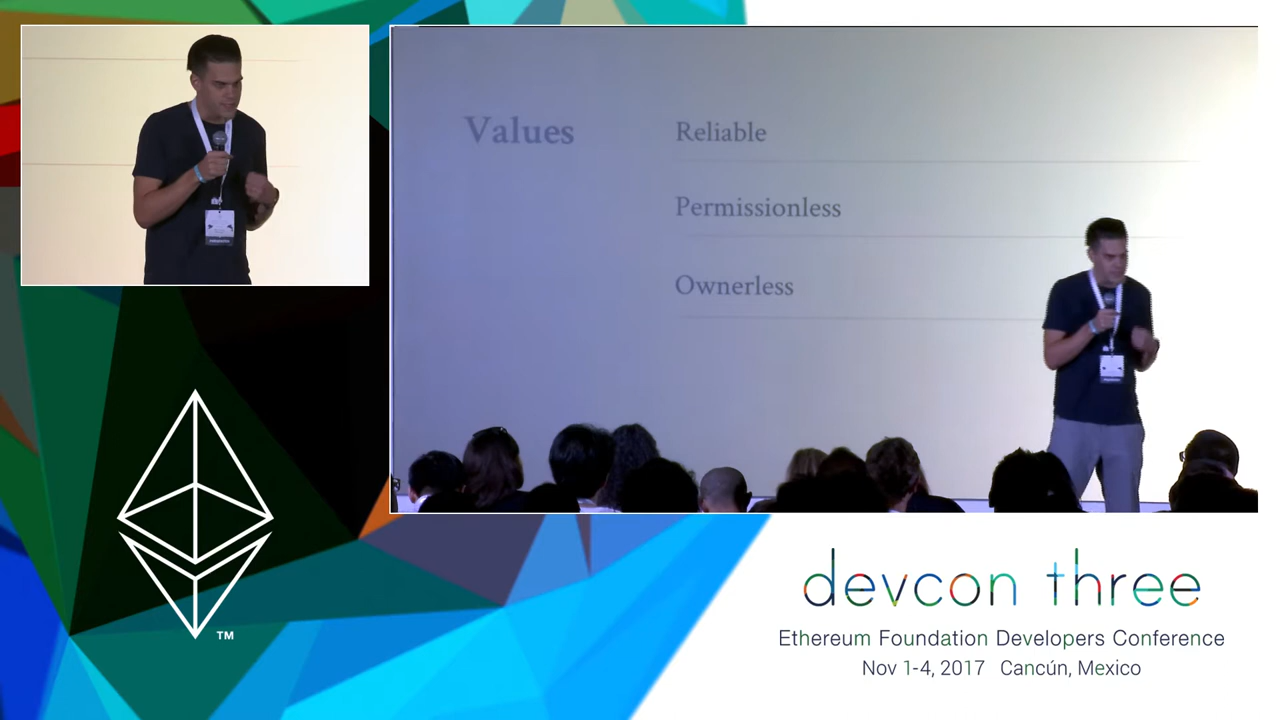 Values
Reliable
Permissionless
Ownerless
TM
devcon three
Ethereum Foundation Developers Conference
Nov 1-4, 2017 Cancún, Mexico